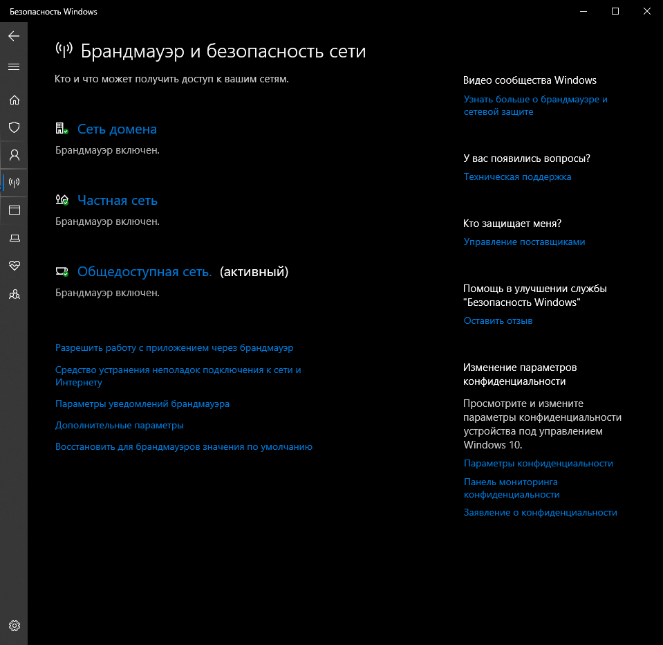 Безопасность Windows
Брандмауэр и безопасность сети
Кто и что может получить доступ к вашим сетям.
Сеть домена
Брандмауэр включен.
Частная сеть
Брандмауэр включен.
Общедоступная сеть. (активный)
Брандмауэр включен.
Разрешить работу с приложением через брандмауэр
Средство устранения неполадок подключения к сети и
Интернету
Параметры уведомлений брандмауэра
Дополнительные параметры
Восстановить для брандмауэров значения по умолчанию
Видео сообщества Windows
Узнать больше о брандмауэре и
сетевой защите
У вас появились вопросы?
Техническая поддержка
Кто защищает меня?
Управление поставщиками
Помощь в улучшении службы
"Безопасность Windows"
Оставить отзыв
Изменение параметров
конфиденциальности
Просмотрите и измените
параметры конфиденциальности
устройства под управлением
Windows 10.
Параметры конфиденциальности
Панель мониторинга
конфиденциальности
Заявление о конфиденциальности